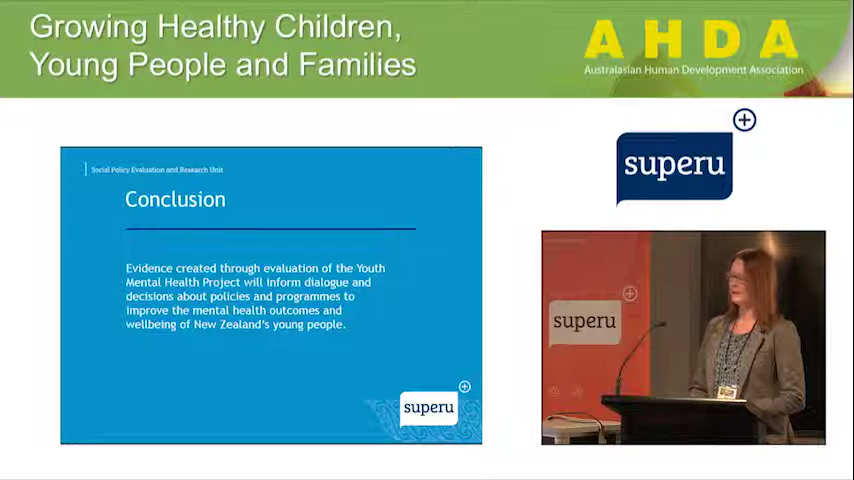 Growing Healthy Children,
Young People and Families
AHDA
Australasian Human Development Association
superu
Social Policy Evaluation and Research Unit
Conclusion
Evidence created through evaluation of the Youth
Mental Health Project will inform dialogue and
decisions about policies and programmes to
improve the mental health outcomes and
wellbeing of New Zealand's young people.
superu
superu